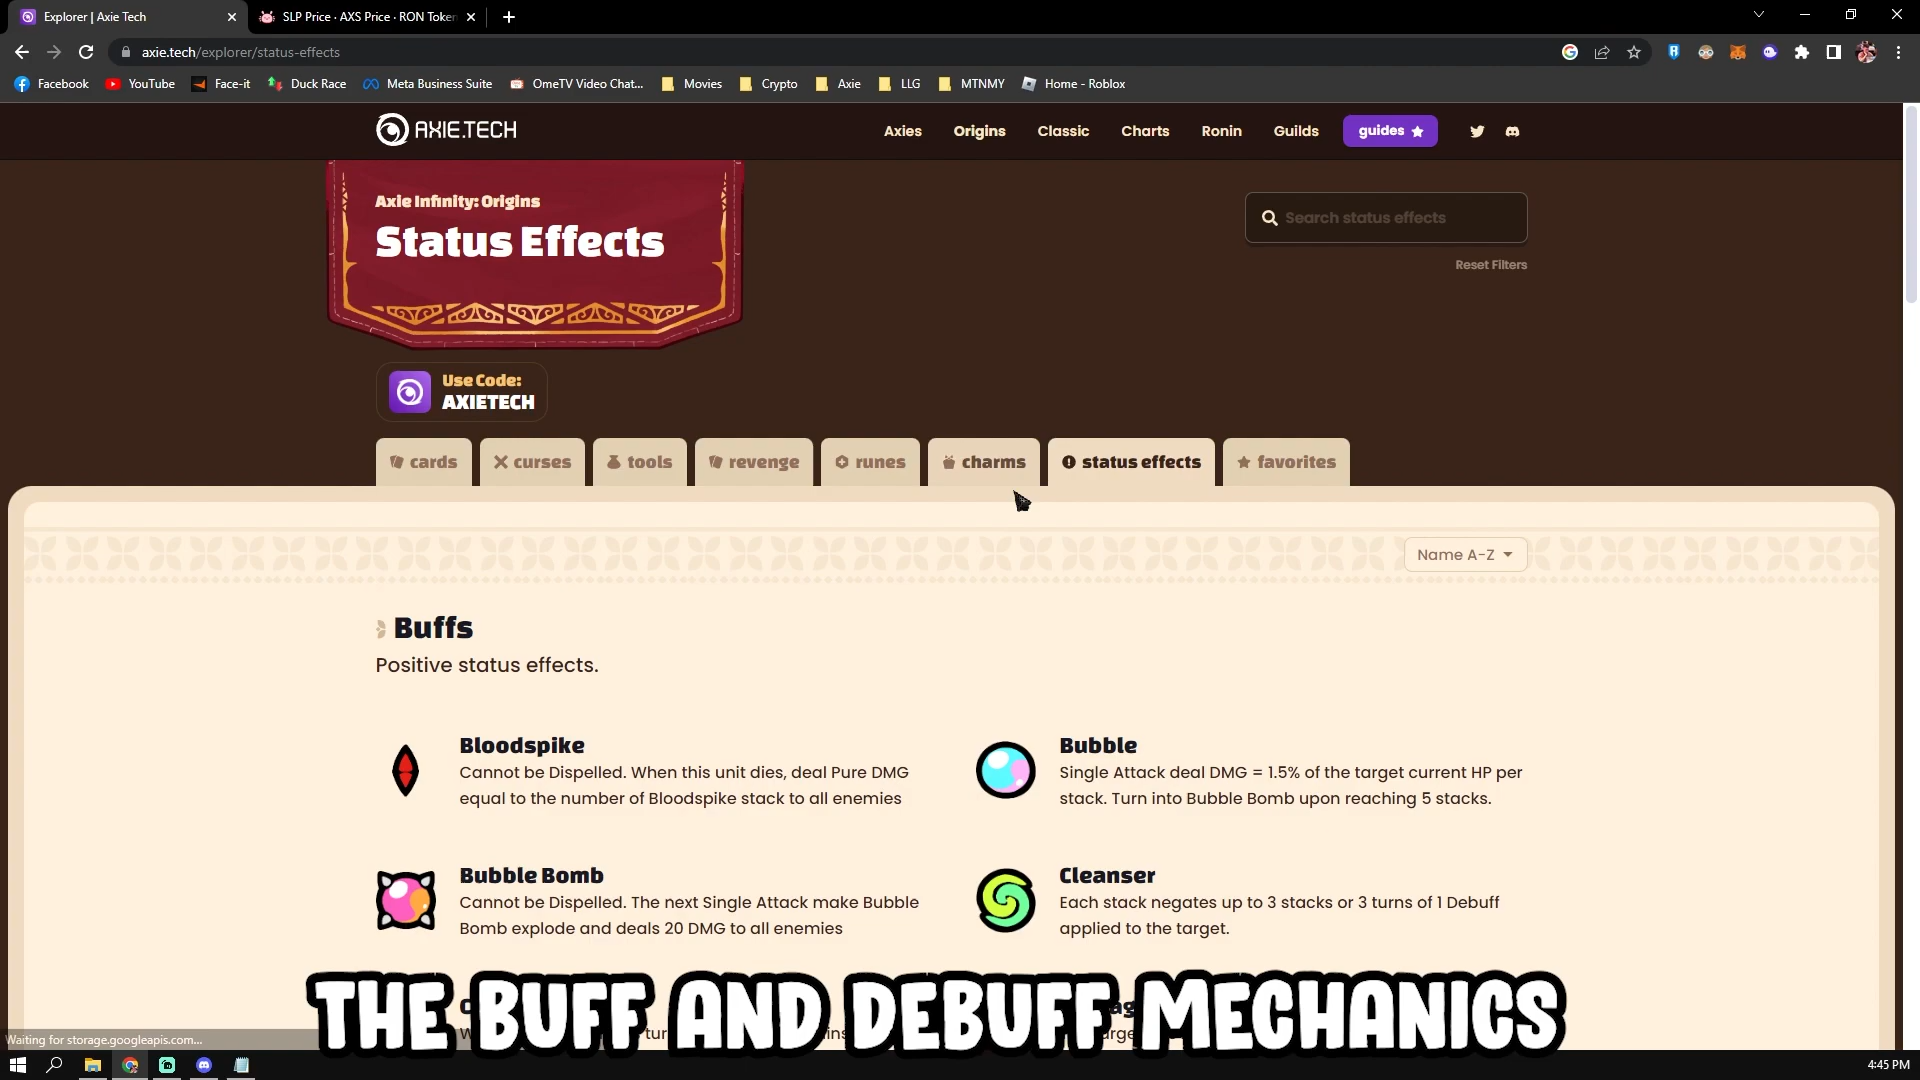 Explorer | Axie Tech
SLP Price · AXS Price · RON Token
axie.tech/explorer/status-effects
Facebook YouTube Face-it Duck Race Meta Business Suite OmeTV Video Chat... Movies Crypto Axie LLG MTNMY Home - Roblox
AXIE.TECH Axies Origins Classic Charts Ronin Guilds guides
Axie Infinity: Origins
Status Effects
Search status effects
Reset Filters
Use Code:
AXIETECH
cards curses tools revenge runes charms status effects favorites
Name A-Z
Buffs
Positive status effects.
Bloodspike
Cannot be Dispelled. When this unit dies, deal Pure DMG
equal to the number of Bloodspike stack to all enemies
Bubble
Single Attack deal DMG = 1.5% of the target current HP per
stack. Turn into Bubble Bomb upon reaching 5 stacks.
Bubble Bomb
Cannot be Dispelled. The next Single Attack make Bubble
Bomb explode and deals 20 DMG to all enemies
Cleanser
Each stack negates up to 3 stacks or 3 turns of 1 Debuff
applied to the target.
THE BUFF AND DEBUFF MECHANICS
Waiting for storage.googleapis.com...
4:45 PM